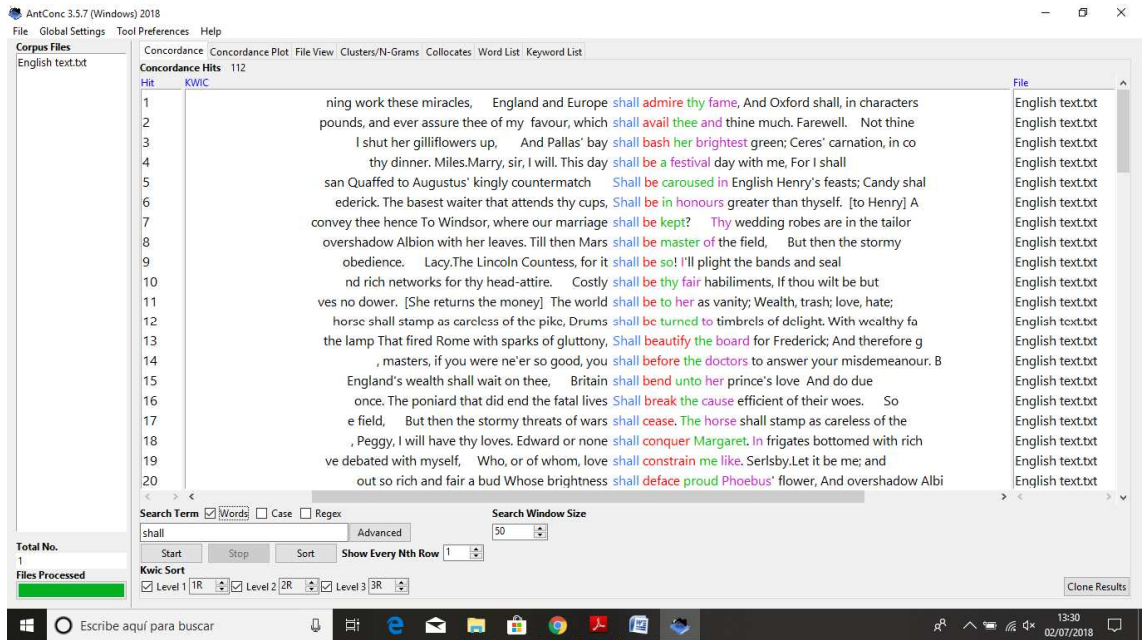 AntConc 3.5.7 (Windows) 2018
File Global Settings Tool Preferences Help
Corpus Files
English text.txt
Concordance Concordance Plot File View Clusters/N-Grams Collocates Word List Keyword List
Concordance Hits 112
Hit KWIC File
1 ning work these miracles, England and Europe shall admire thy fame, And Oxford shall, in characters English text.txt
2 pounds, and ever assure thee of my favour, which shall avail thee and thine much. Farewell. Not thine English text.txt
3 I shut her gilliflowers up, And Pallas' bay shall bash her brightest green; Ceres' carnation, in co English text.txt
4 thy dinner. Miles.Marry, sir, I will. This day shall be a festival day with me, For I shall English text.txt
5 san Quaffed to Augustus' kingly countermatch Shall be caroused in English Henry's feasts; Candy shal English text.txt
6 ederick. The basest waiter that attends thy cups, Shall be in honours greater than thyself. [to Henry] A English text.txt
7 convey thee hence To Windsor, where our marriage shall be kept? Thy wedding robes are in the tailor English text.txt
8 overshadow Albion with her leaves. Till then Mars shall be master of the field, But then the stormy English text.txt
9 obedience. Lacy.The Lincoln Countess, for it shall be so! I'll plight the bands and seal English text.txt
10 nd rich networks for thy head-attire. Costly shall be thy fair habiliments, If thou wilt be but English text.txt
11 ves no dower. [She returns the money] The world shall be to her as vanity; Wealth, trash; love, hate; English text.txt
12 horse shall stamp as careless of the pike, Drums shall be turned to timbrels of delight. With wealthy fa English text.txt
13 the lamp That fired Rome with sparks of gluttony, Shall beautify the board for Frederick; And therefore g English text.txt
14 , masters, if you were ne'er so good, you shall before the doctors to answer your misdemeanour. B English text.txt
15 England's wealth shall wait on thee, Britain shall bend unto her prince's love And do due English text.txt
16 once. The poniard that did end the fatal lives Shall break the cause efficient of their woes. So English text.txt
17 e field, But then the stormy threats of wars shall cease. The horse shall stamp as careless of the English text.txt
18 , Peggy, I will have thy loves. Edward or none shall conquer Margaret. In frigates bottomed with rich English text.txt
19 ve debated with myself, Who, or of whom, love shall constrain me like. Serlsby.Let it be me; and English text.txt
20 out so rich and fair a bud Whose brightness shall deface proud Phoebus' flower, And overshadow Albi English text.txt
Search Term Words Case Regex Search Window Size
shall Advanced 50
Total No.
1
Start Stop Sort Show Every Nth Row 1
Files Processed
Kwic Sort
Level 1 1R Level 2 2R Level 3 3R Clone Results
Escribe aquí para buscar
13:30
02/07/2018